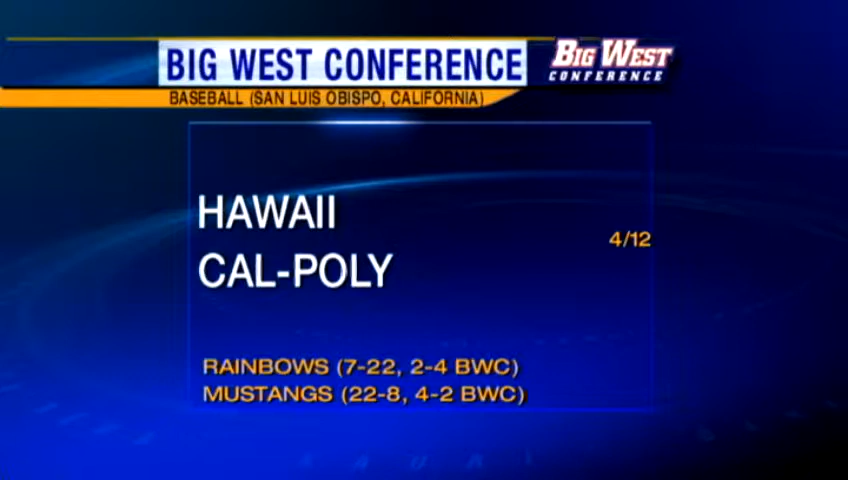 BIG WEST CONFERENCE
BIG WEST
CONFERENCE
BASEBALL (SAN LUIS OBISPO, CALIFORNIA)
HAWAII
4/12
CAL-POLY
RAINBOWS (7-22, 2-4 BWC)
MUSTANGS (22-8, 4-2 BWC)